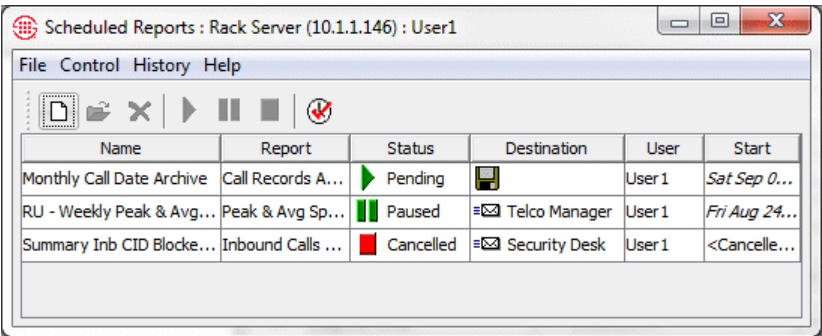 Scheduled Reports : Rack Server (10.1.1.146) : User1
File Control History Help
Name Report Status Destination User Start
Monthly Call Date Archive Call Records A... Pending User1 Sat Sep 0...
RU - Weekly Peak & Avg... Peak & Avg Sp... Paused Telco Manager User1 Fri Aug 24...
Summary Inb CID Blocke... Inbound Calls ... Cancelled Security Desk User1 <Cancelle...